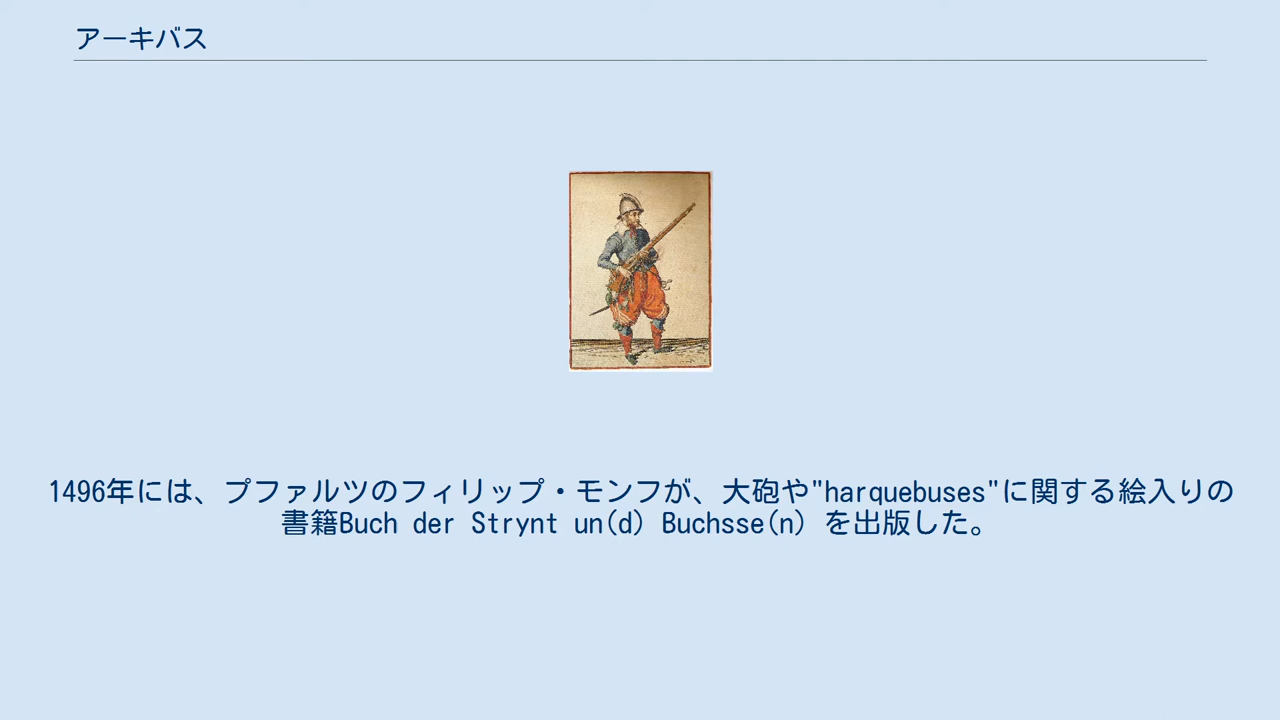 アーキバス
1496年には、プファルツのフィリップ・モンフが、大砲や"harquebuses"に関する絵入りの
書籍Buch der Strynt un(d) Buchsse(n) を出版した。